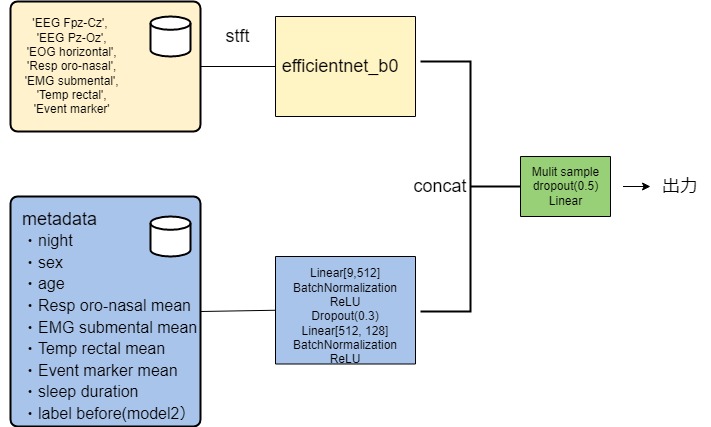 'EEG Fpz-Cz',
'EEG Pz-Oz',
'EOG horizontal',
'Resp oro-nasal',
'EMG submental',
'Temp rectal',
'Event marker'
stft
efficientnet_b0
concat
Mulit sample
dropout(0.5)
Linear
出力
metadata
・night
・sex
・age
・Resp oro-nasal mean
・EMG submental mean
・Temp rectal mean
・Event marker mean
・sleep duration
・label before(model2）
Linear[9,512]
BatchNormalization
ReLU
Dropout(0.3)
Linear[512, 128]
BatchNormalization
ReLU